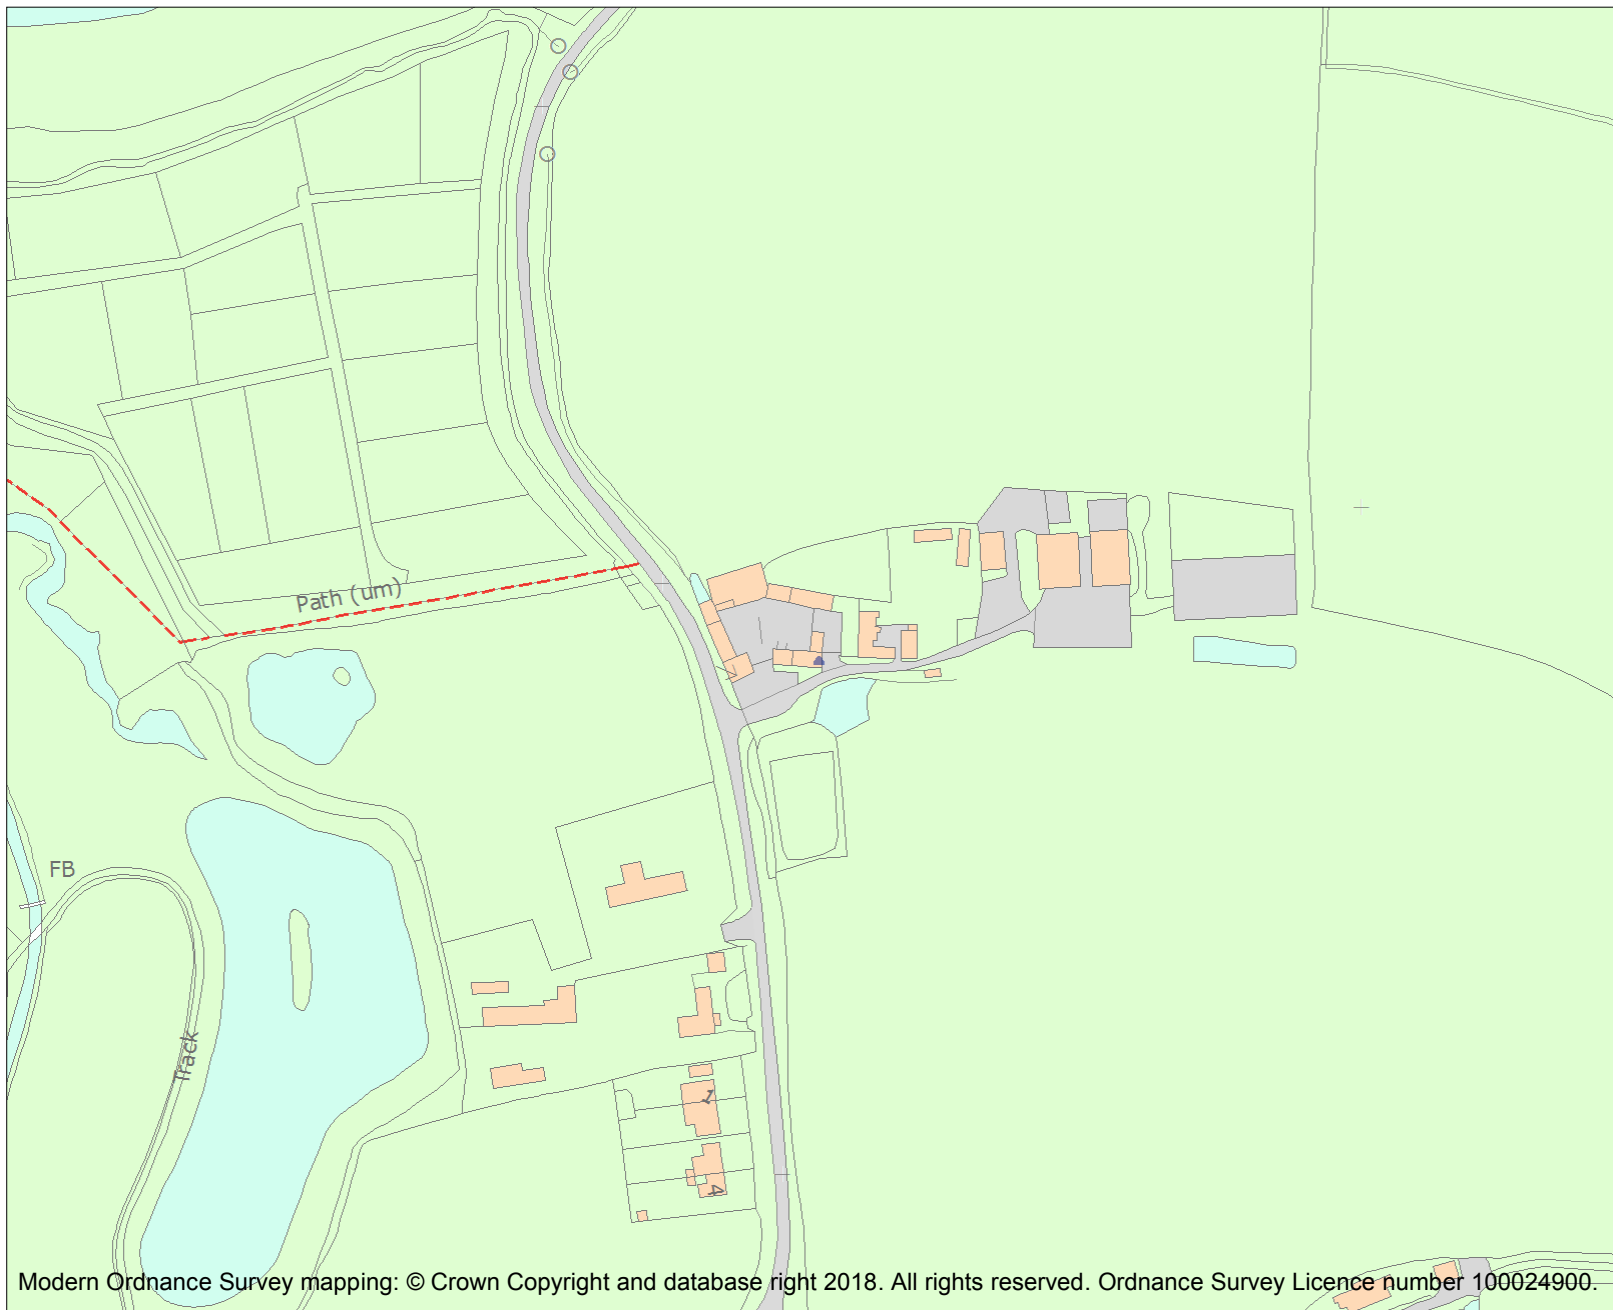 Path (um)
FB
Track
1
4
Modern Ordnance Survey mapping: © Crown Copyright and database right 2018. All rights reserved. Ordnance Survey Licence number 100024900.